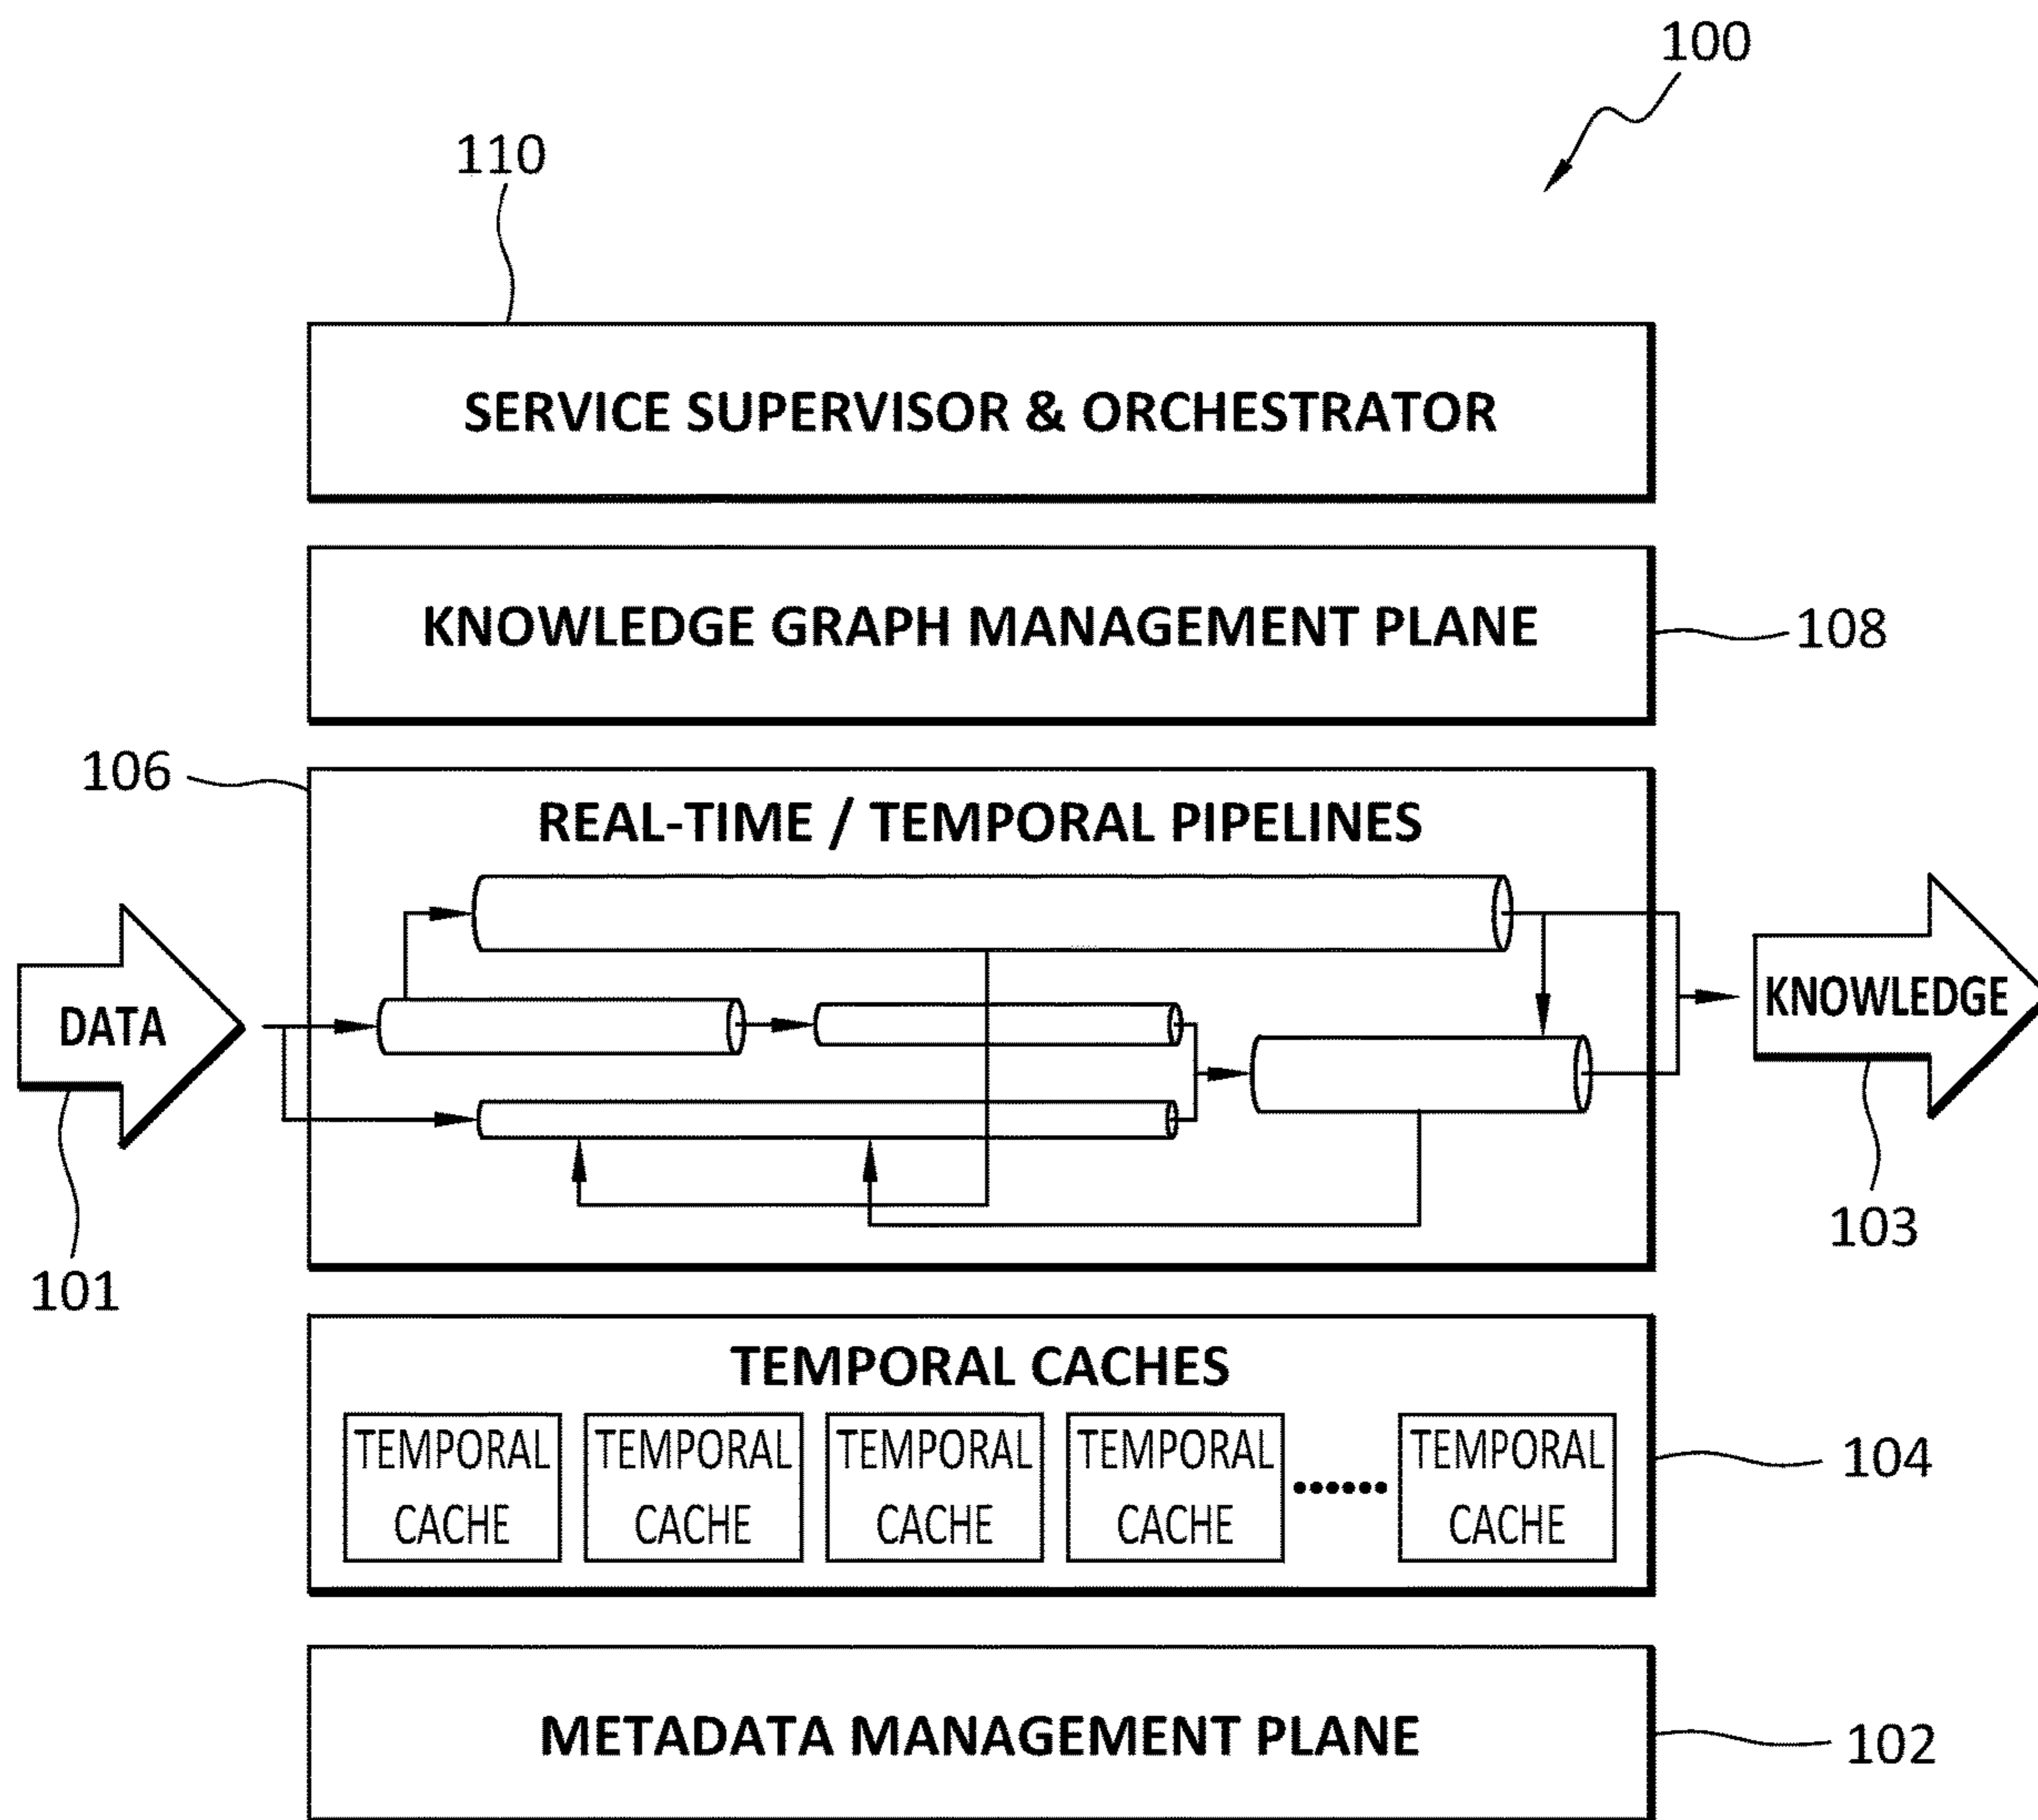 100
110
SERVICE SUPERVISOR & ORCHESTRATOR
KNOWLEDGE GRAPH MANAGEMENT PLANE
108
106
REAL-TIME / TEMPORAL PIPELINES
DATA
KNOWLEDGE
101
103
TEMPORAL CACHES
TEMPORAL
CACHE
TEMPORAL
CACHE
TEMPORAL
CACHE
TEMPORAL
CACHE
TEMPORAL
CACHE
104
METADATA MANAGEMENT PLANE
102